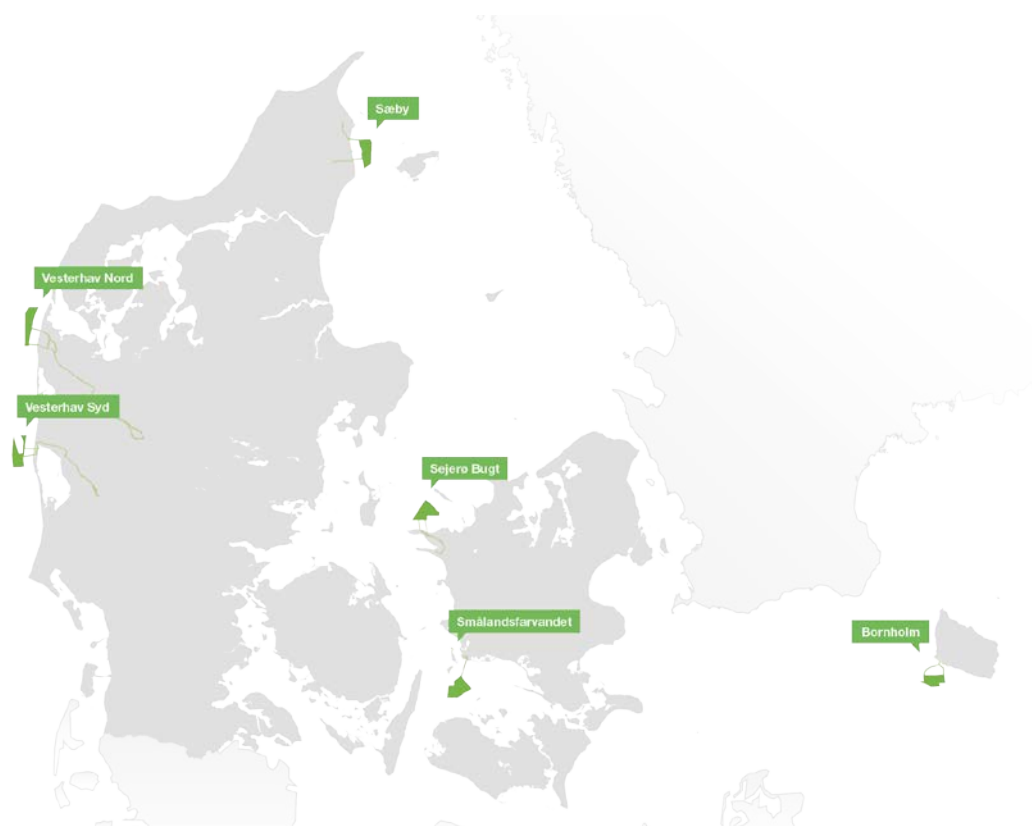 Sæby
Vesterhav Nord
Vesterhav Syd
Sejerø Bugt
Smålandsfarvandet
Bornholm